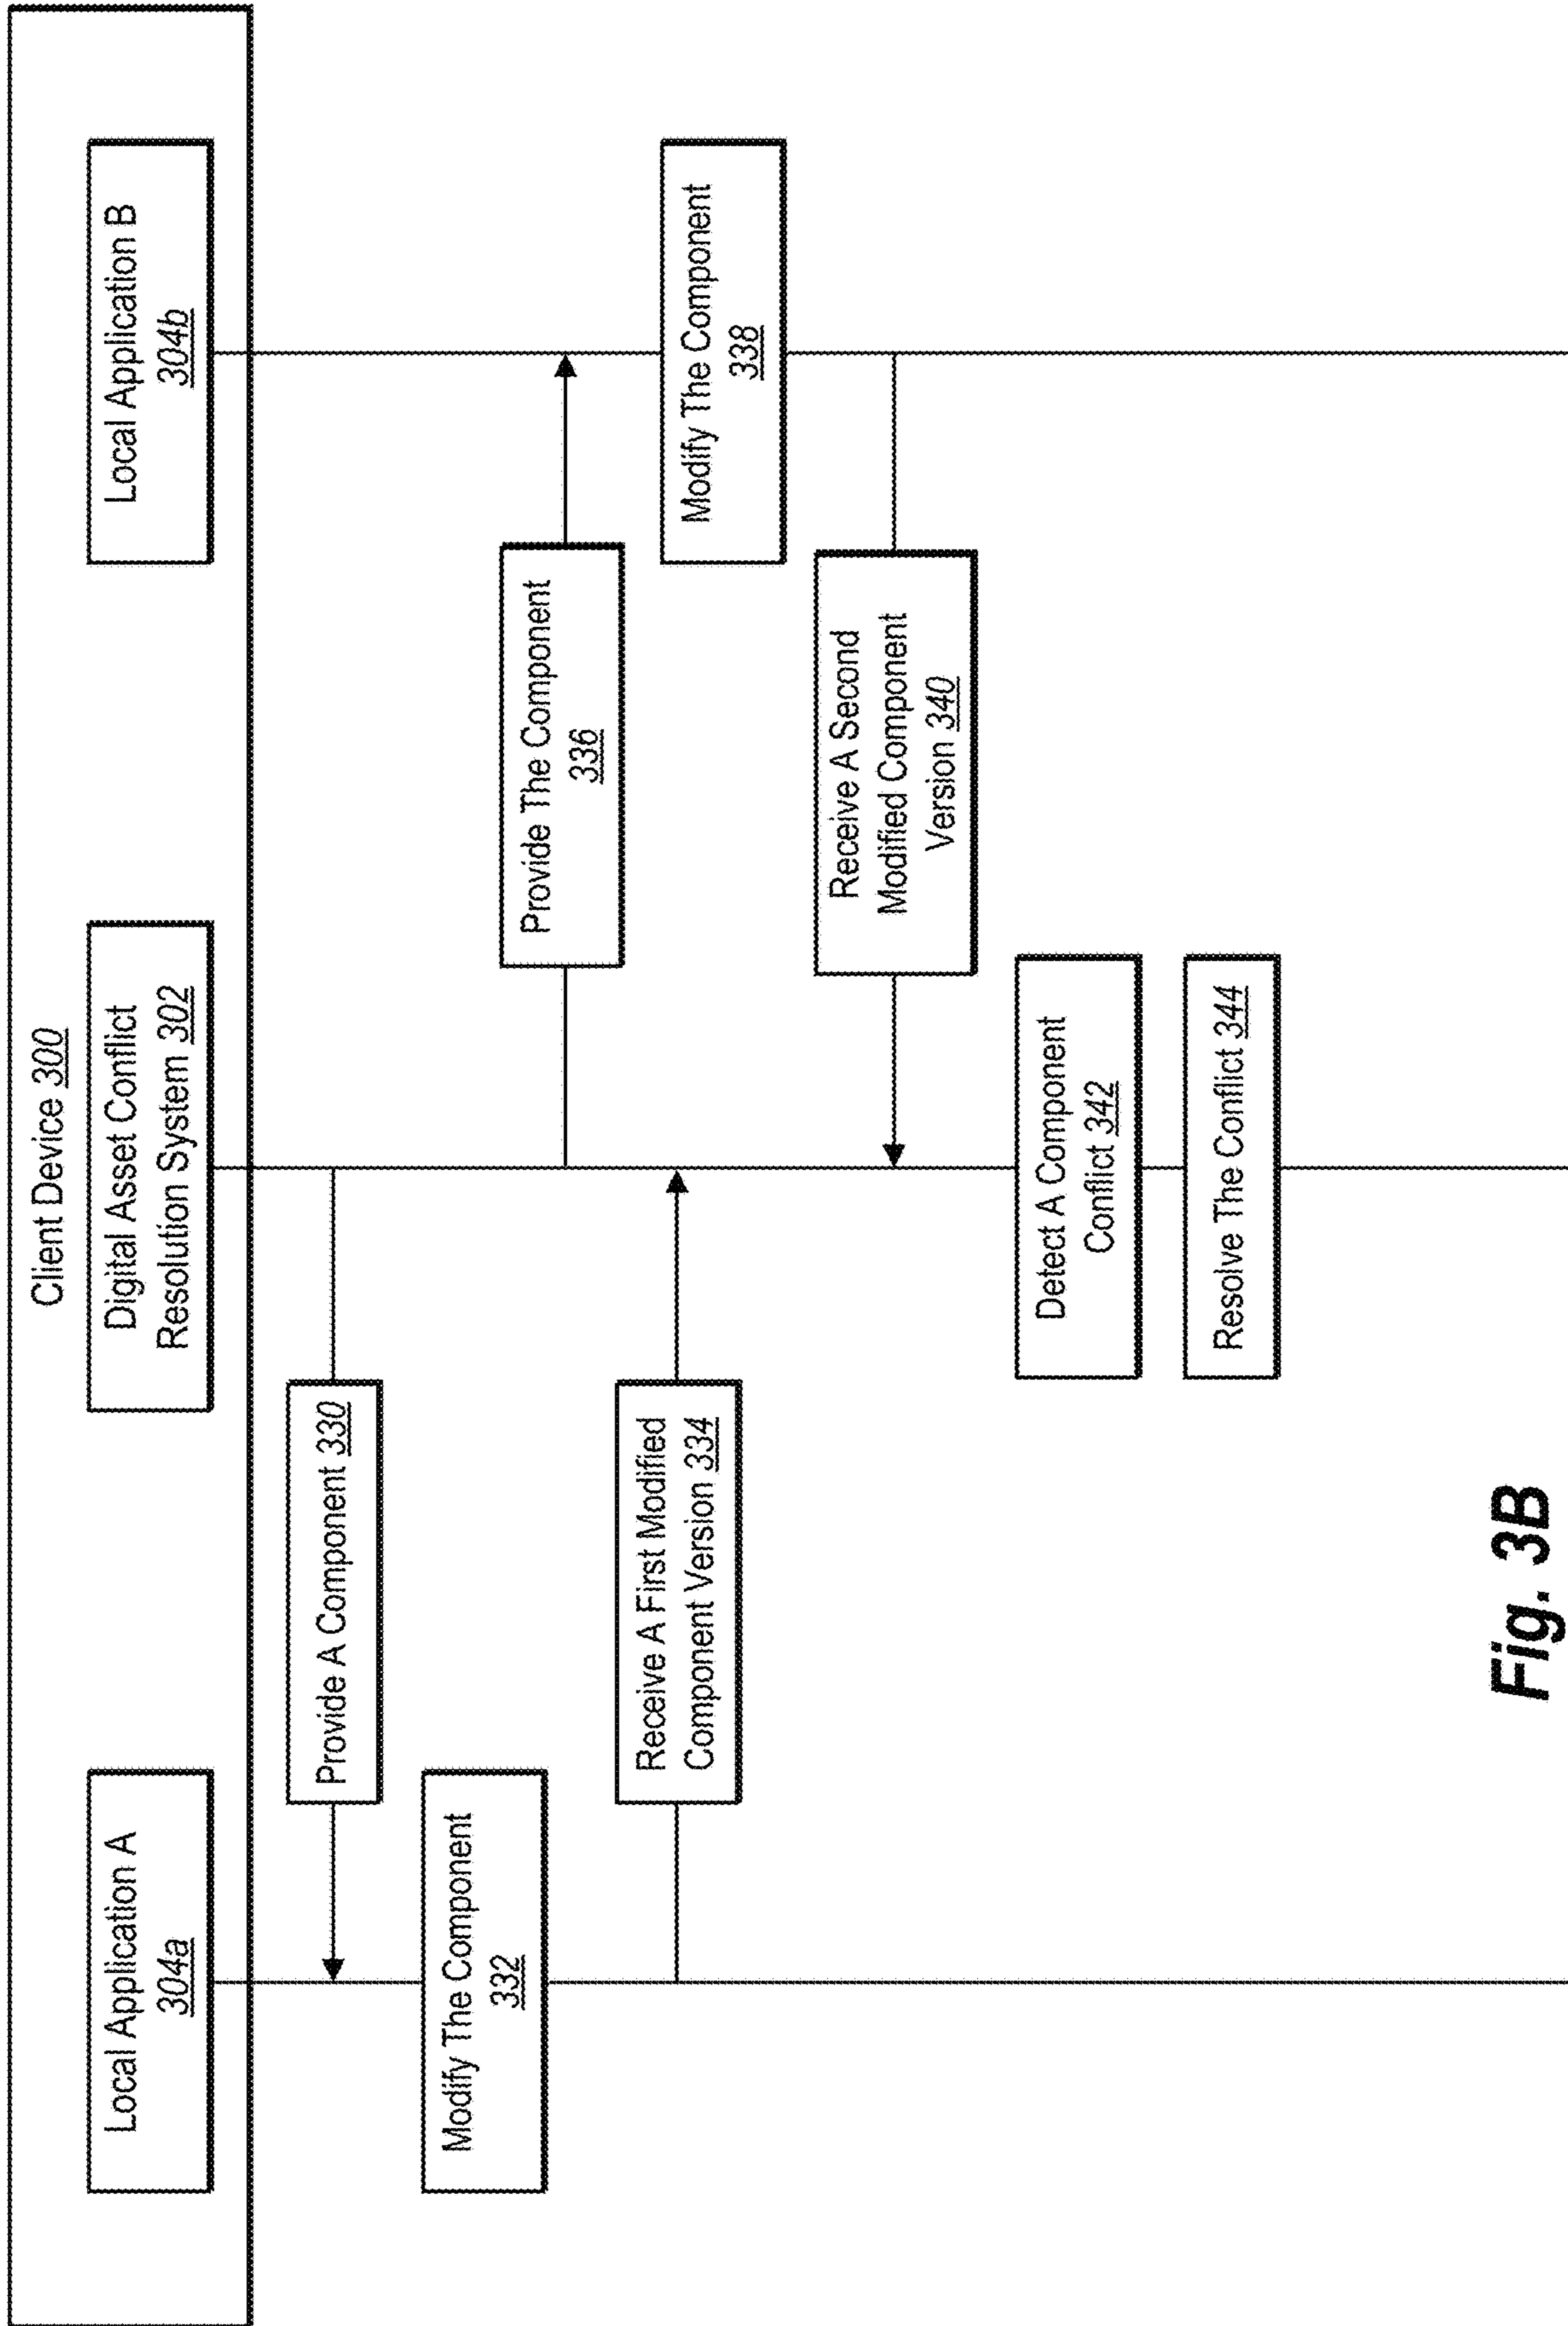 Client Device 300
Local Application A
304a
Digital Asset Conflict
Resolution System 302
Local Application B
304b
Provide A Component 330
Modify The Component
332
Provide The Component
336
Receive A First Modified
Component Version 334
Modify The Component
338
Receive A Second
Modified Component
Version 340
Detect A Component
Conflict 342
Resolve The Conflict 344
Fig. 3B